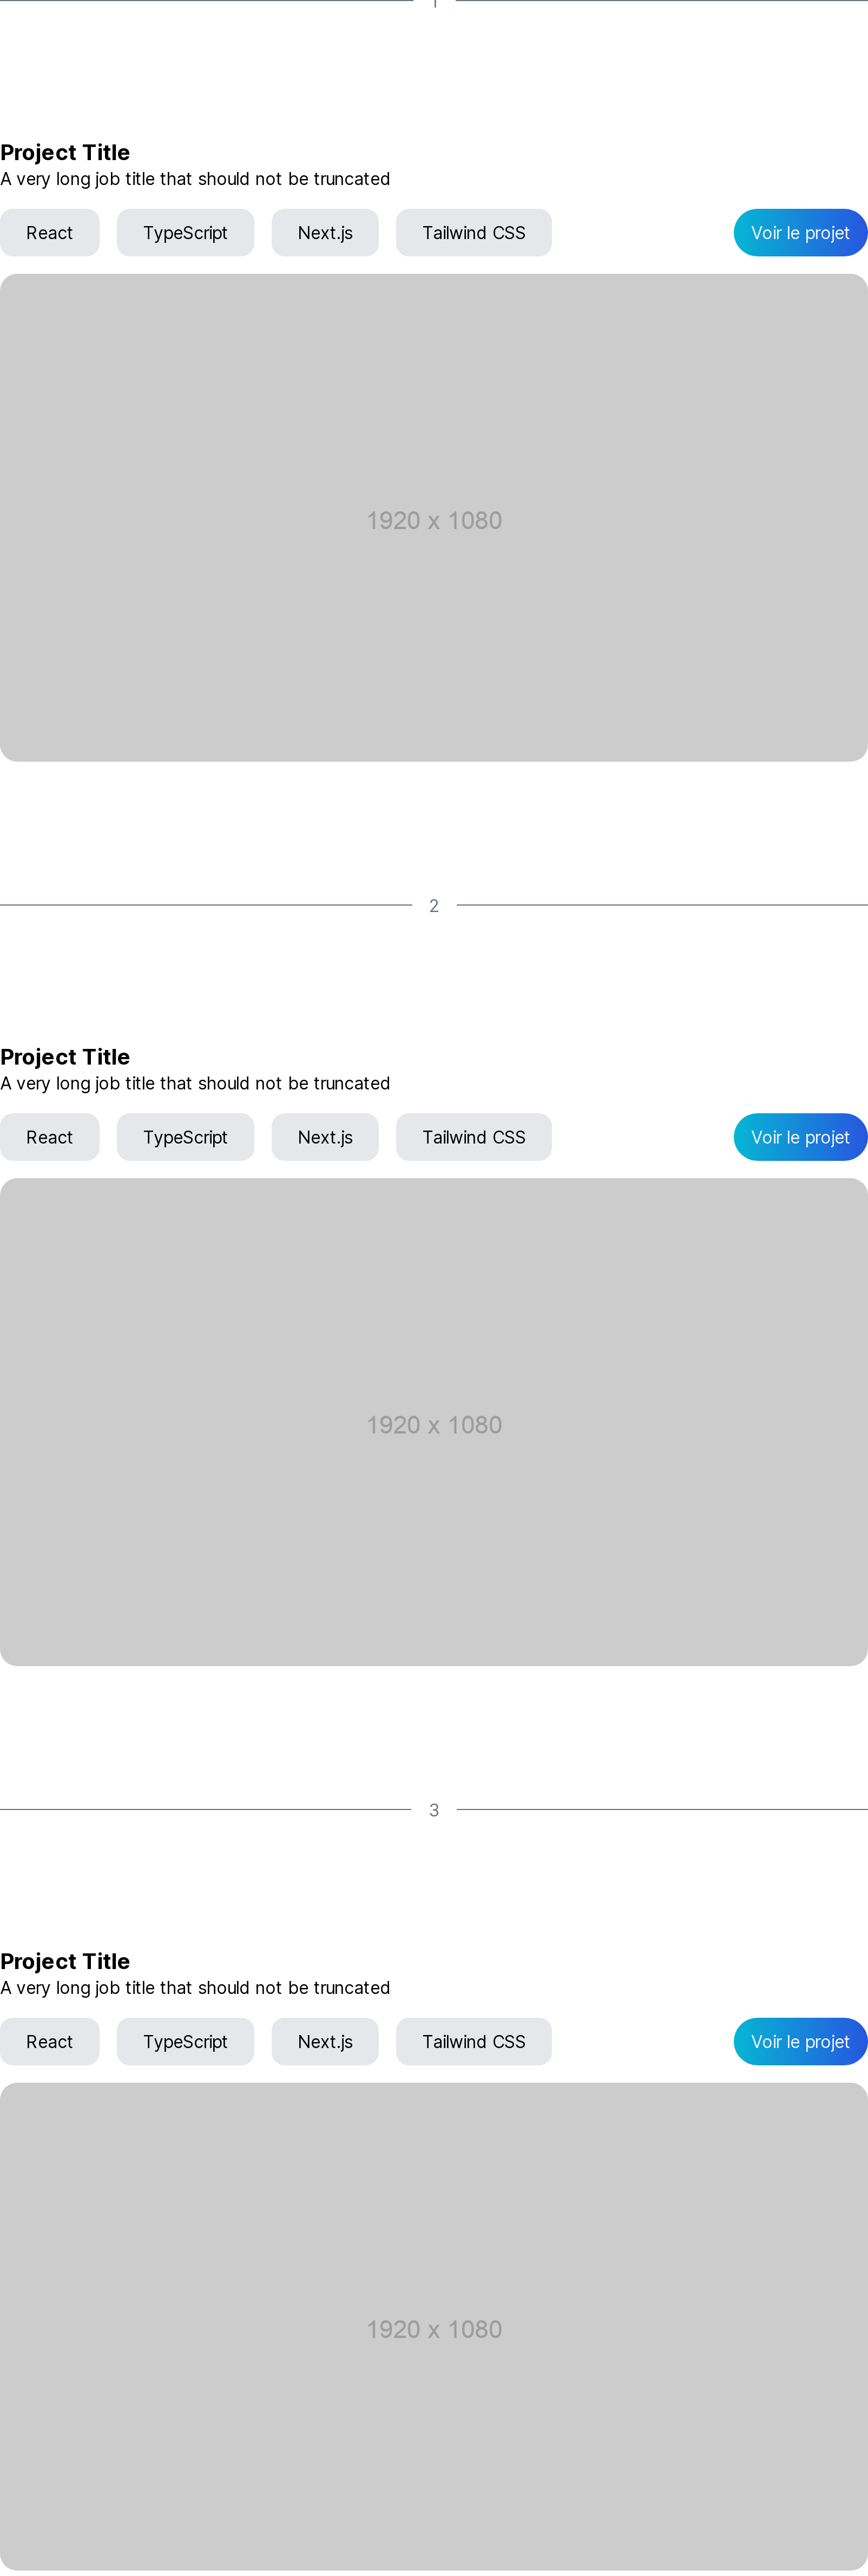 Project Title
A very long job title that should not be truncated
React TypeScript Next.js Tailwind CSS Voir le projet
1920 x 1080
2
Project Title
A very long job title that should not be truncated
React TypeScript Next.js Tailwind CSS Voir le projet
1920 x 1080
3
Project Title
A very long job title that should not be truncated
React TypeScript Next.js Tailwind CSS Voir le projet
1920 x 1080